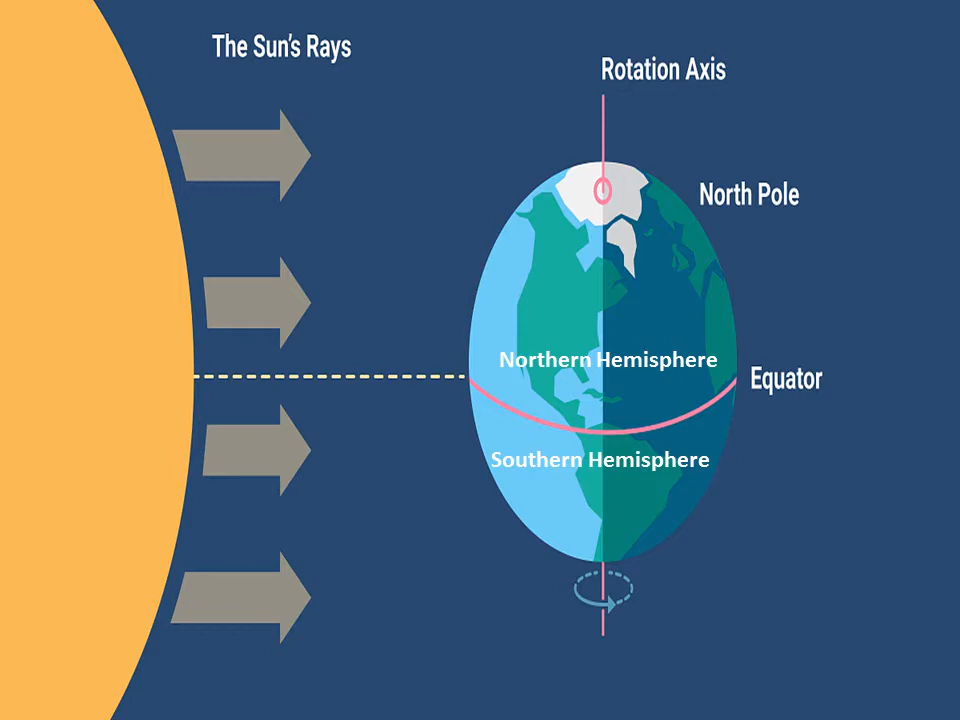 The Sun's Rays
Rotation Axis
North Pole
Northern Hemisphere
Equator
Southern Hemisphere